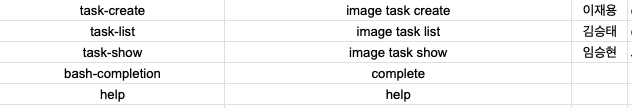 task-create image task create 이재용
task-list image task list 김승태
task-show image task show 임승현
bash-completion complete
help help